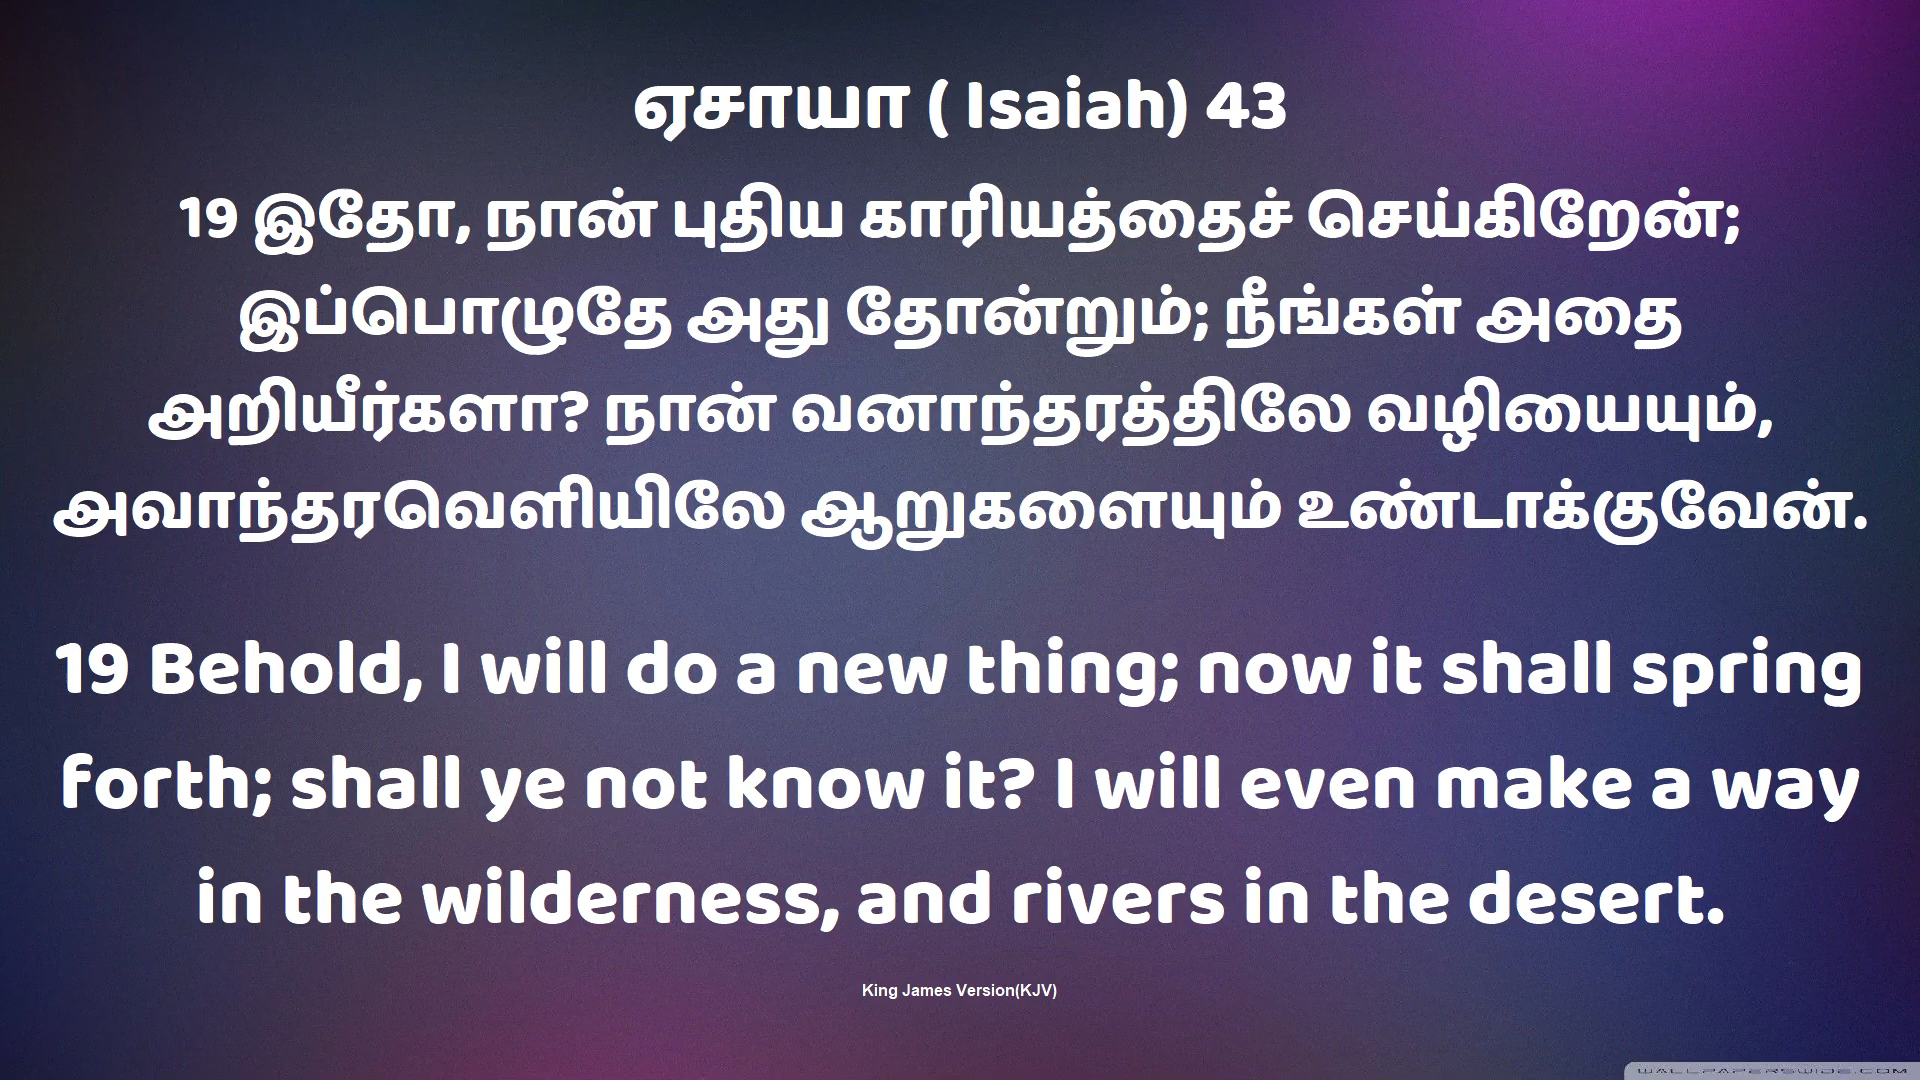 ஏசாயா ( Isaiah) 43
19 இதோ, நான் புதிய காரியத்தைச் செய்கிறேன்;
இப்பொழுதே அது தோன்றும்; நீங்கள் அதை
அறியீர்களா? நான் வனாந்தரத்திலே வழியையும்,
அவாந்தரவெளியிலே ஆறுகளையும் உண்டாக்குவேன்.
19 Behold, I will do a new thing; now it shall spring
forth; shall ye not know it? I will even make a way
in the wilderness, and rivers in the desert.
King James Version(KJV)
WALLPAPERSWIDE.COM